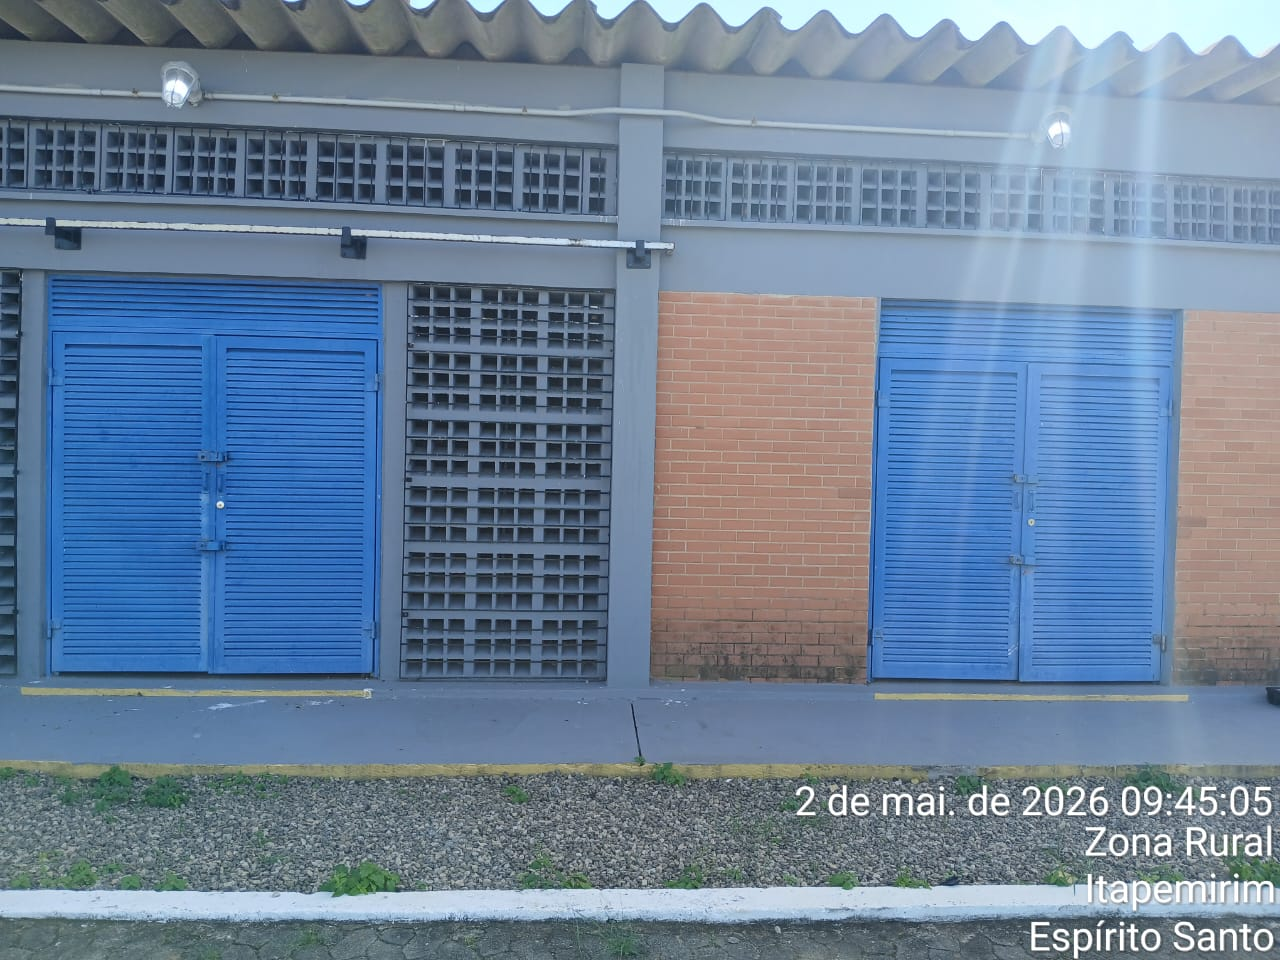 2 de mai. de 2026 09:45:05
Zona Rural
Itapemirim
Espírito Santo